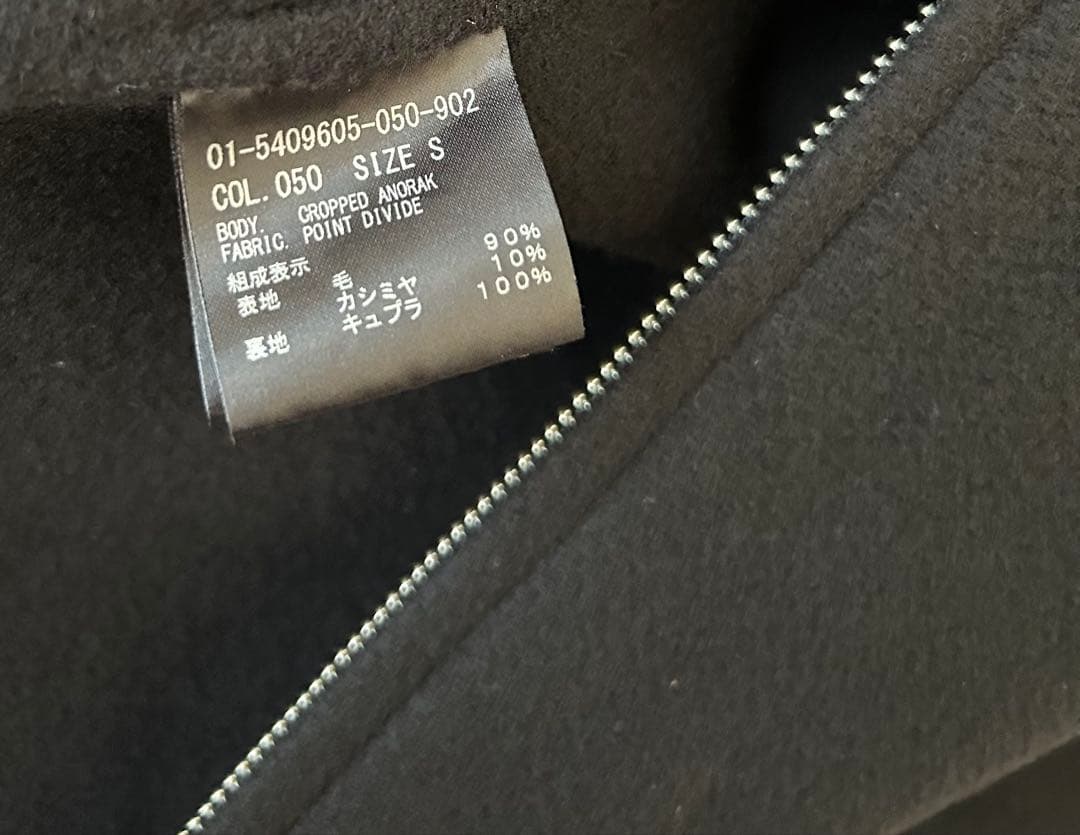 01-5409605-050-902
COL. 050 SIZE S
BODY. CROPPED ANORAK
FABRIC. POINT DIVIDE
組成表示
表地 毛 90%
カシミヤ 10%
裏地 キュプラ 100%